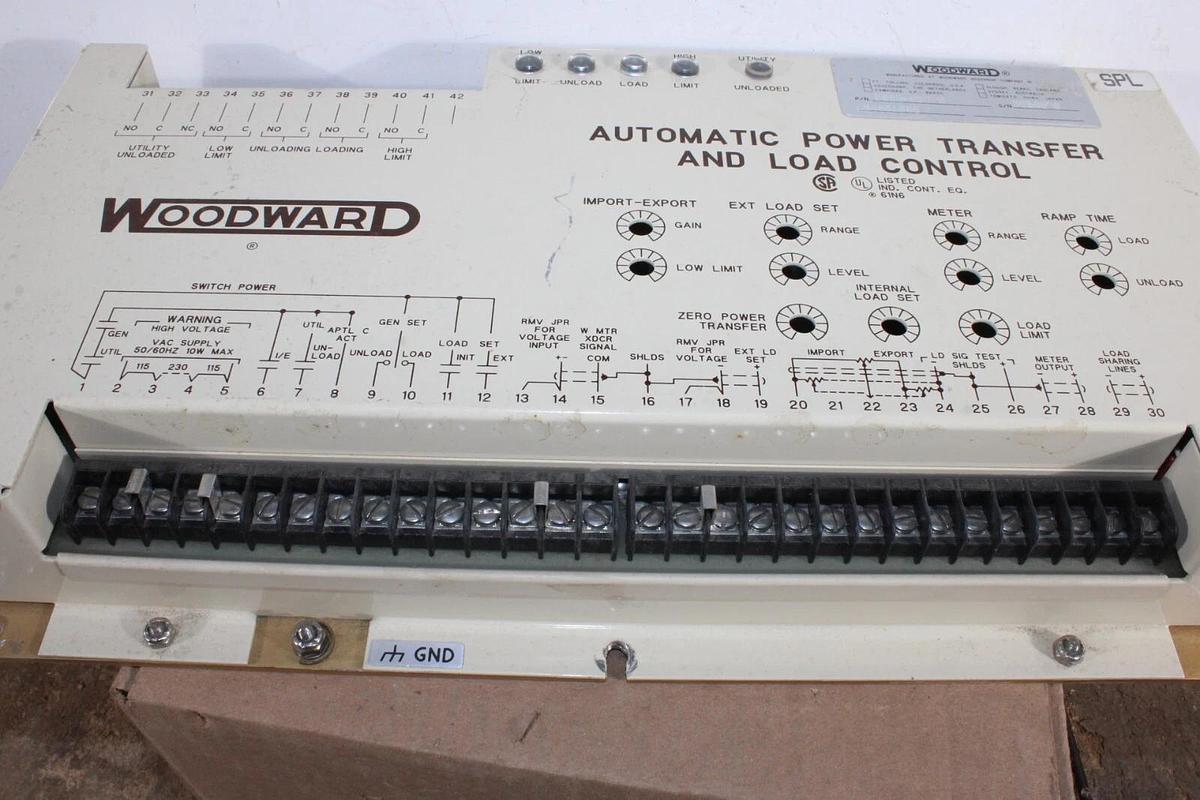 LOW
LIMIT
UNLOAD
LOAD
HIGH
LIMIT
UTILITY
UNLOADED
WOODWARD®
P/N
S/N
SPL
31 32 33 34 35 36 37 38 39 40 41 42
NO C NC NO C NO C NO C NO C
UTILITY
UNLOADED
LOW
LIMIT
UNLOADING
LOADING
HIGH
LIMIT
AUTOMATIC POWER TRANSFER
AND LOAD CONTROL
SA
UL
LISTED
IND. CONT. EQ.
61N6
WOODWARD
®
IMPORT-EXPORT
GAIN
LOW LIMIT
EXT LOAD SET
RANGE
LEVEL
METER
RANGE
LEVEL
RAMP TIME
LOAD
UNLOAD
ZERO POWER
TRANSFER
INTERNAL
LOAD SET
LOAD
LIMIT
SWITCH POWER
GEN
UTIL
WARNING
HIGH VOLTAGE
VAC SUPPLY
50/60HZ 10W MAX
115 230 115
I/E
UTIL
UN-
LOAD
APTL C
ACT
GEN SET
UNLOAD
LOAD
LOAD SET
INIT EXT
RMV JPR
FOR
VOLTAGE
INPUT
W MTR
XDCR
SIGNAL
+ -
COM
SHLDS
RMV JPR
FOR
VOLTAGE
EXT LD
SET
+ -
IMPORT
EXPORT
LD SIG TEST
SHLDS
- +
METER
OUTPUT
+ -
LOAD
SHARING
LINES
+ -
1 2 3 4 5 6 7 8 9 10 11 12 13 14 15 16 17 18 19 20 21 22 23 24 25 26 27 28 29 30
GND